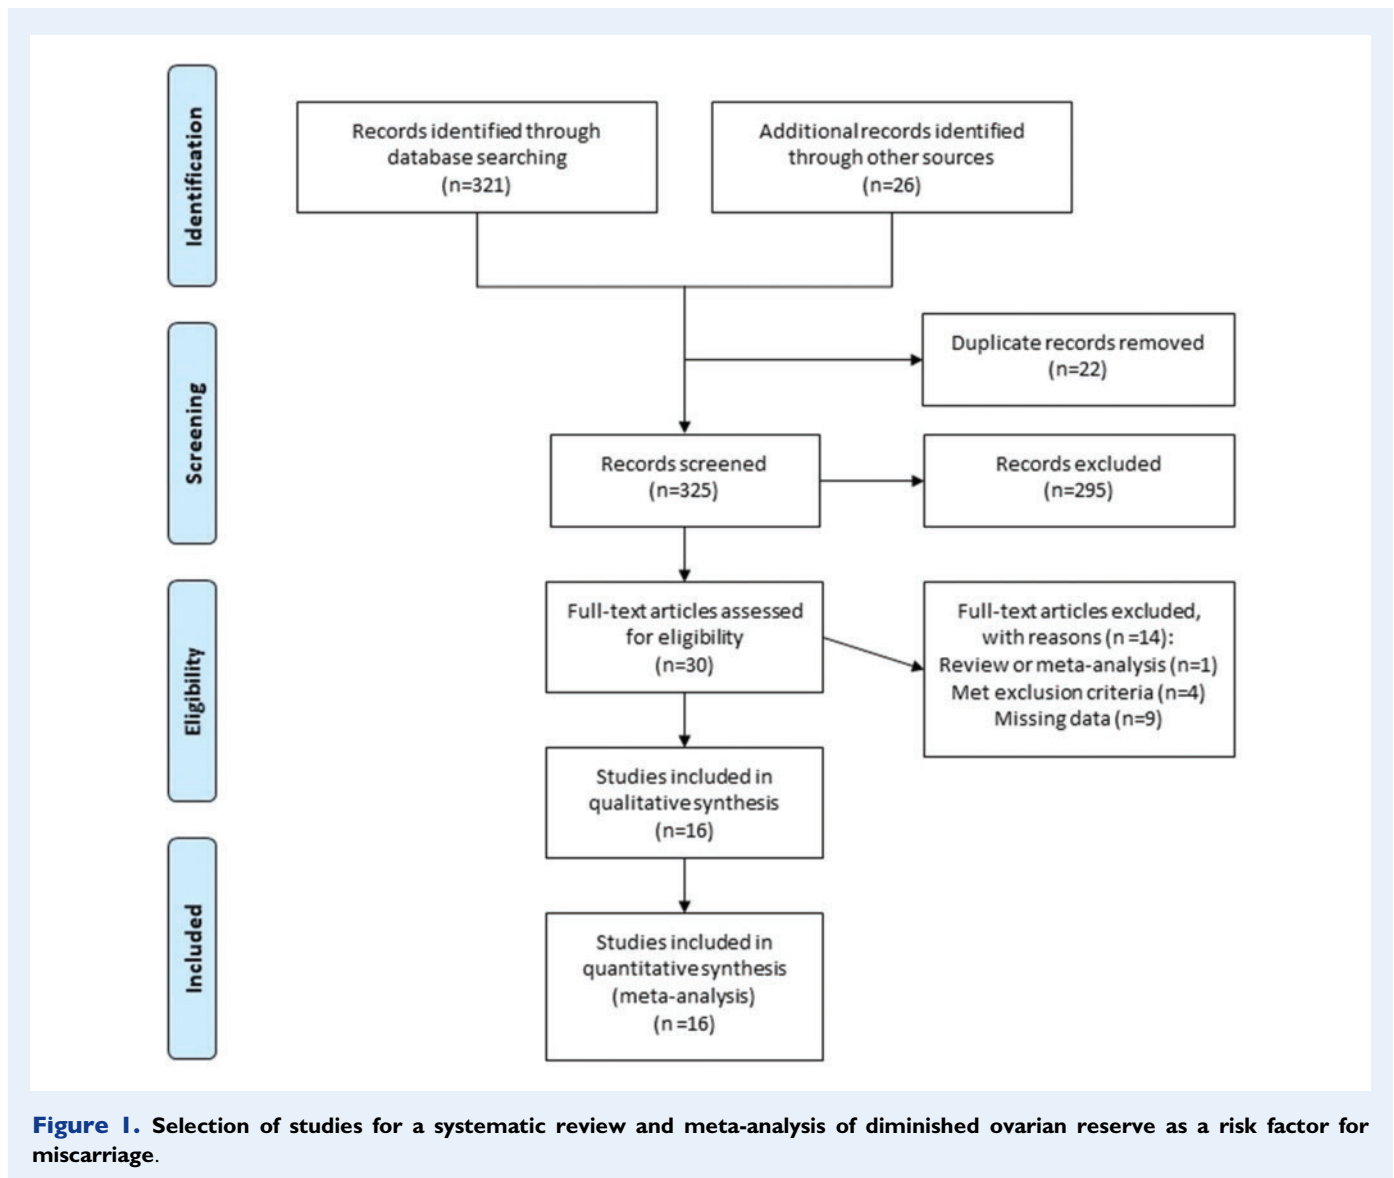 Identification
Records identified through
database searching
(n=321)
Additional records identified
through other sources
(n=26)
Screening
Duplicate records removed
(n=22)
Records screened
(n=325)
Records excluded
(n=295)
Eligibility
Full-text articles assessed
for eligibility
(n=30)
Full-text articles excluded,
with reasons (n =14):
Review or meta-analysis (n=1)
Met exclusion criteria (n=4)
Missing data (n=9)
Studies included in
qualitative synthesis
(n=16)
Included
Studies included in
quantitative synthesis
(meta-analysis)
(n =16)
Figure 1. Selection of studies for a systematic review and meta-analysis of diminished ovarian reserve as a risk factor for
miscarriage.